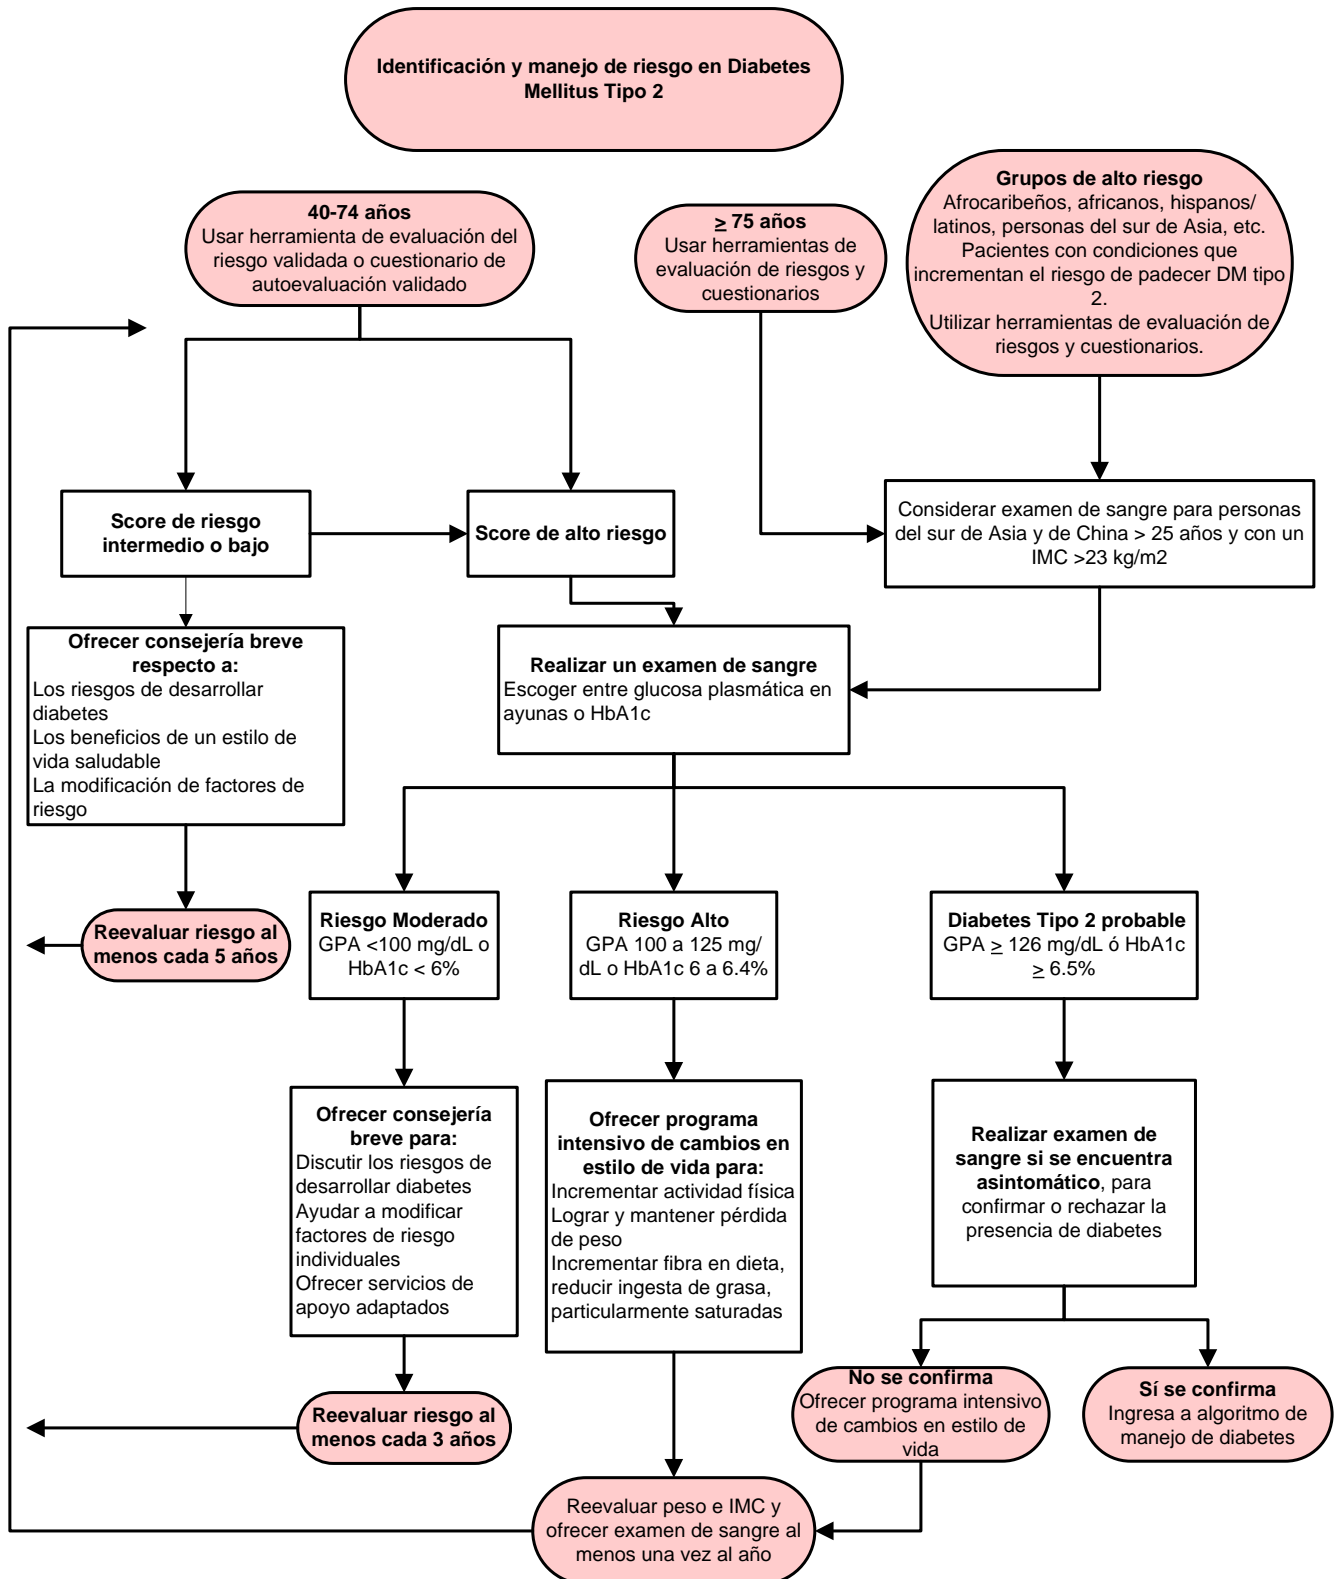 Identificación y manejo de riesgo en Diabetes
Mellitus Tipo 2
40-74 años
Usar herramienta de evaluación del
riesgo validada o cuestionario de
autoevaluación validado
≥ 75 años
Usar herramientas de
evaluación de riesgos y
cuestionarios
Grupos de alto riesgo
Afrocaribeños, africanos, hispanos/
latinos, personas del sur de Asia, etc.
Pacientes con condiciones que
incrementan el riesgo de padecer DM tipo
2.
Utilizar herramientas de evaluación de
riesgos y cuestionarios.
Score de riesgo
intermedio o bajo
Score de alto riesgo
Considerar examen de sangre para personas
del sur de Asia y de China > 25 años y con un
IMC >23 kg/m2
Ofrecer consejería breve
respecto a:
Los riesgos de desarrollar
diabetes
Los beneficios de un estilo de
vida saludable
La modificación de factores de
riesgo
Realizar un examen de sangre
Escoger entre glucosa plasmática en
ayunas o HbA1c
Reevaluar riesgo al
menos cada 5 años
Riesgo Moderado
GPA <100 mg/dL o
HbA1c < 6%
Riesgo Alto
GPA 100 a 125 mg/
dL o HbA1c 6 a 6.4%
Diabetes Tipo 2 probable
GPA ≥ 126 mg/dL ó HbA1c
≥ 6.5%
Ofrecer consejería
breve para:
Discutir los riesgos de
desarrollar diabetes
Ayudar a modificar
factores de riesgo
individuales
Ofrecer servicios de
apoyo adaptados
Ofrecer programa
intensivo de cambios en
estilo de vida para:
Incrementar actividad física
Lograr y mantener pérdida
de peso
Incrementar fibra en dieta,
reducir ingesta de grasa,
particularmente saturadas
Realizar examen de
sangre si se encuentra
asintomático, para
confirmar o rechazar la
presencia de diabetes
Reevaluar riesgo al
menos cada 3 años
No se confirma
Ofrecer programa intensivo
de cambios en estilo de
vida
Sí se confirma
Ingresa a algoritmo de
manejo de diabetes
Reevaluar peso e IMC y
ofrecer examen de sangre al
menos una vez al año